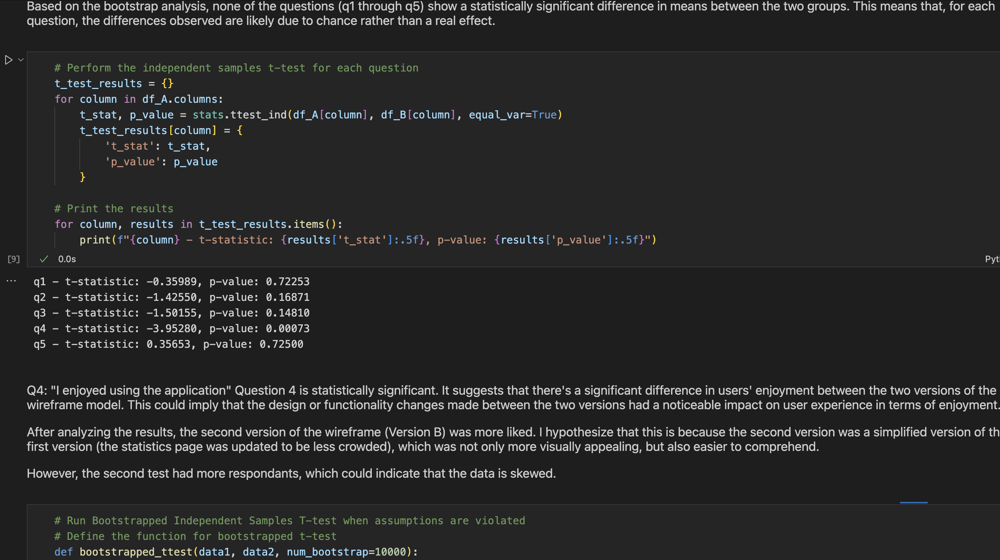 Based on the bootstrap analysis, none of the questions (q1 through q5) show a statistically significant difference in means between the two groups. This means that, for each
question, the differences observed are likely due to chance rather than a real effect.
# Perform the independent samples t-test for each question
t_test_results = {}
for column in df_A.columns:
    t_stat, p_value = stats.ttest_ind(df_A[column], df_B[column], equal_var=True)
    t_test_results[column] = {
        't_stat': t_stat,
        'p_value': p_value
    }
# Print the results
for column, results in t_test_results.items():
    print(f"{column} - t-statistic: {results['t_stat']:.5f}, p-value: {results['p_value']:.5f}")
[9] ✓ 0.0s Pyt
... q1 - t-statistic: -0.35989, p-value: 0.72253
q2 - t-statistic: -1.42550, p-value: 0.16871
q3 - t-statistic: -1.50155, p-value: 0.14810
q4 - t-statistic: -3.95280, p-value: 0.00073
q5 - t-statistic: 0.35653, p-value: 0.72500
Q4: "I enjoyed using the application" Question 4 is statistically significant. It suggests that there's a significant difference in users' enjoyment between the two versions of the
wireframe model. This could imply that the design or functionality changes made between the two versions had a noticeable impact on user experience in terms of enjoyment.
After analyzing the results, the second version of the wireframe (Version B) was more liked. I hypothesize that this is because the second version was a simplified version of th
first version (the statistics page was updated to be less crowded), which was not only more visually appealing, but also easier to comprehend.
However, the second test had more respondants, which could indicate that the data is skewed.
# Run Bootstrapped Independent Samples T-test when assumptions are violated
# Define the function for bootstrapped t-test
def bootstrapped_ttest(data1, data2, num_bootstrap=10000):